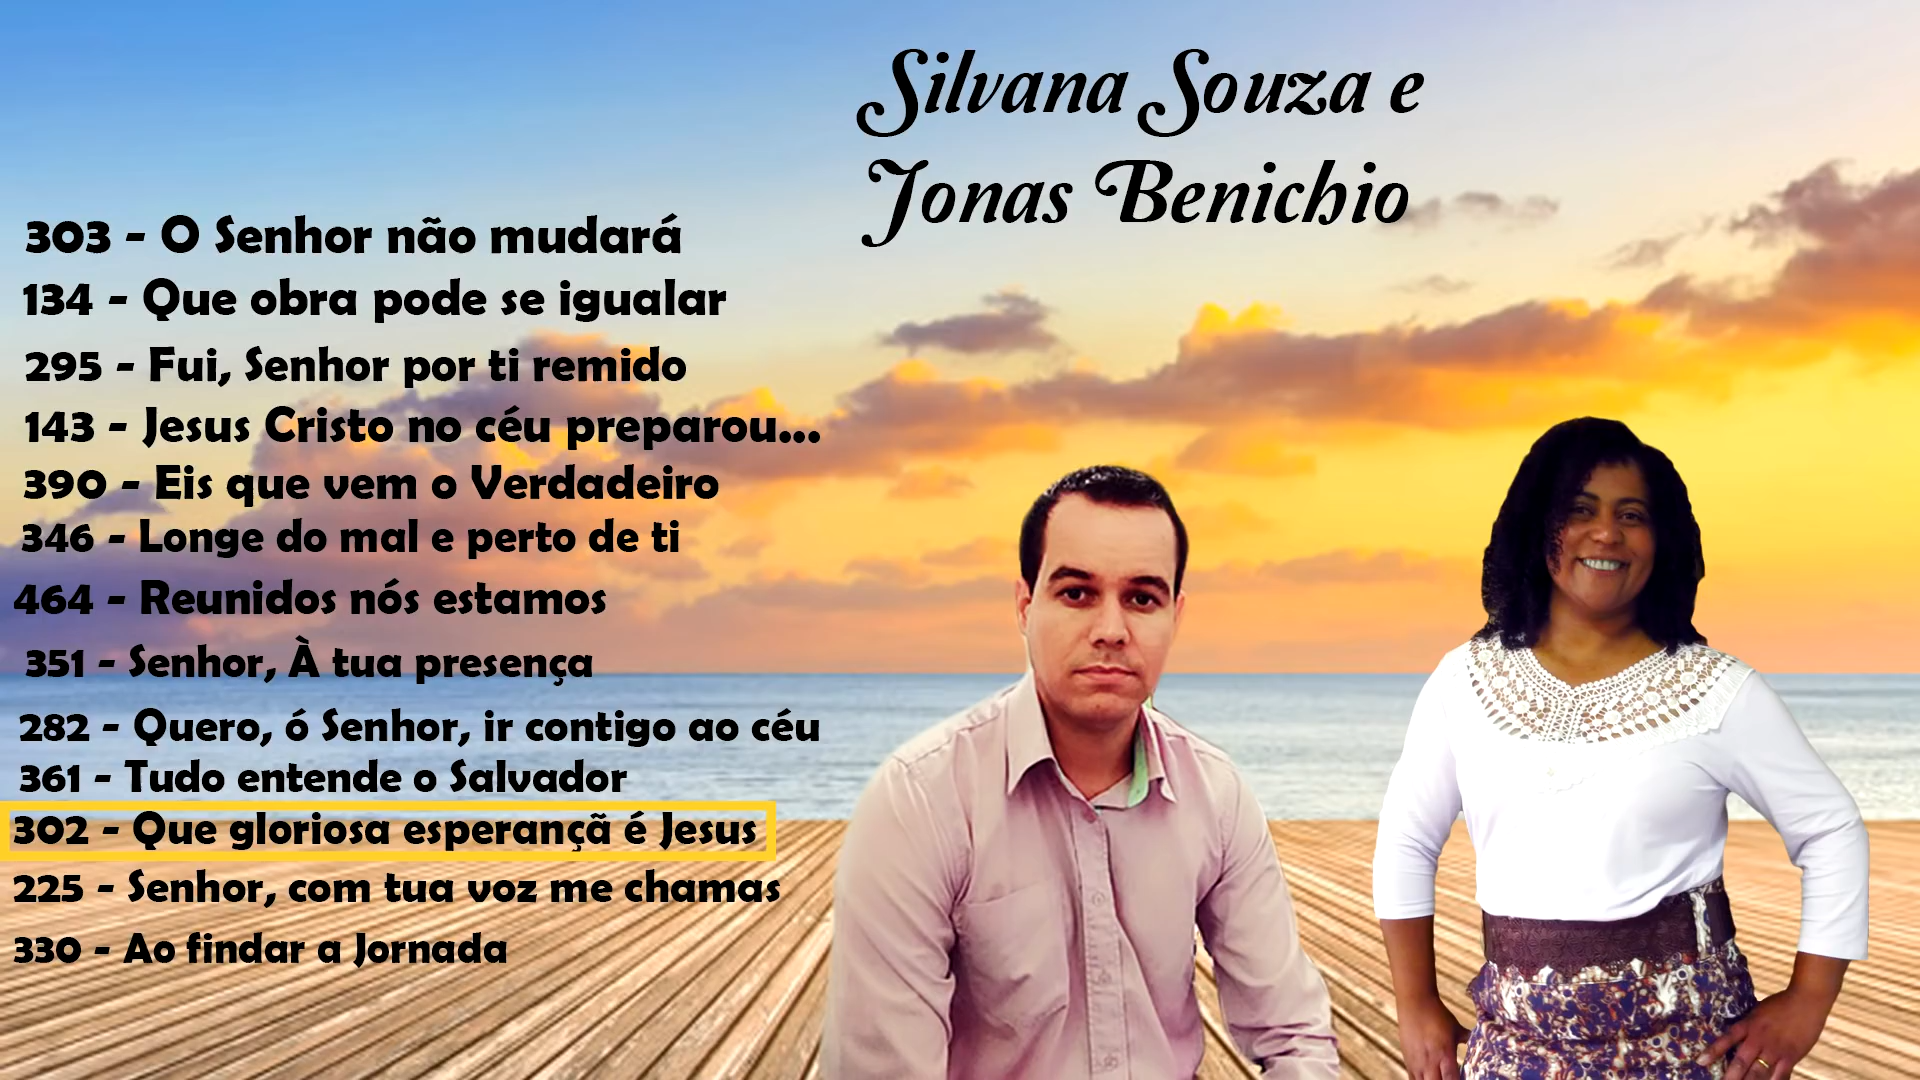 Silvana Souza e
Jonas Benichio
303 - O Senhor não mudará
134 - Que obra pode se igualar
295 - Fui, Senhor por ti remido
143 - Jesus Cristo no céu preparou...
390 - Eis que vem o Verdadeiro
346 - Longe do mal e perto de ti
464 - Reunidos nós estamos
351 - Senhor, À tua presença
282 - Quero, ó Senhor, ir contigo ao céu
361 - Tudo entende o Salvador
302 - Que gloriosa esperançã é Jesus
225 - Senhor, com tua voz me chamas
330 - Ao findar a Jornada